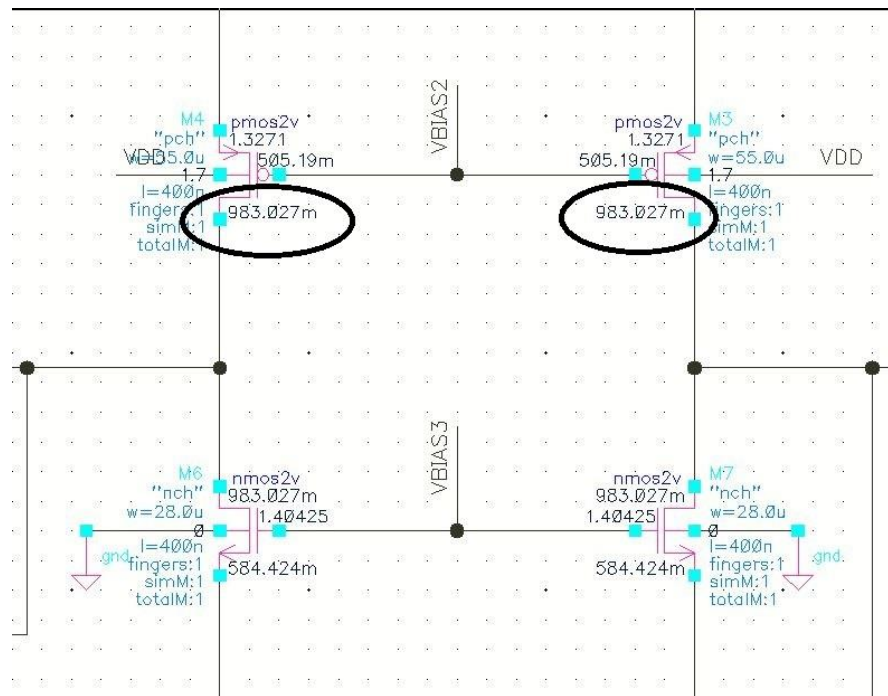 M4
pmos2v
1.3271
"pch"
VDD
w=55.0u
505.19m
1.7
l=400n
fingers:1
983.027m
simM:1
totalM:1
VBIAS2
M3
pmos2v
1.3271
"pch"
505.19m
w=55.0u
VDD
1.7
l=400n
983.027m
fingers:1
simM:1
totalM:1
VBIAS3
M6
nmos2v
"nch"
983.027m
w=28.0u
1.40425
0
gnd
l=400n
fingers:1
584.424m
simM:1
totalM:1
M7
nmos2v
983.027m
"nch"
1.40425
w=28.0u
0
l=400n
gnd
584.424m
fingers:1
simM:1
totalM:1